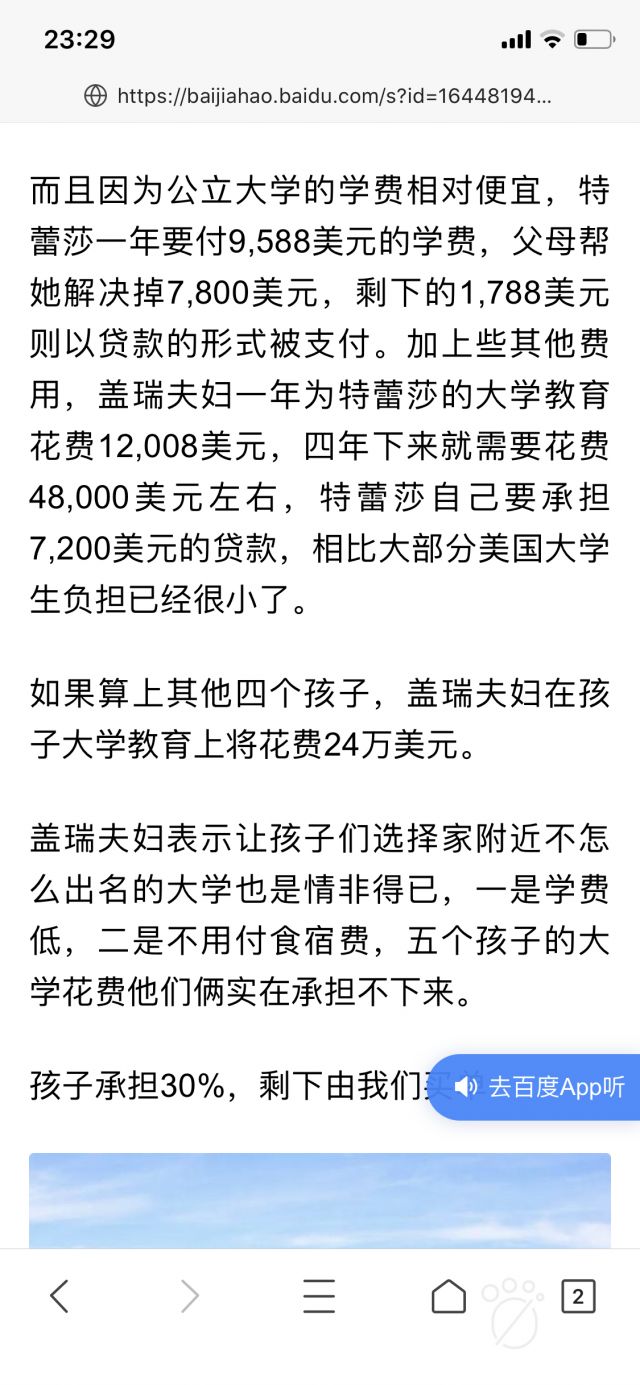 23:29
https://baijiahao.baidu.com/s?id=16448194...
而且因为公立大学的学费相对便宜，特
蕾莎一年要付9,588美元的学费，父母帮
她解决掉7,800美元，剩下的1,788美元
则以贷款的形式被支付。加上些其他费
用，盖瑞夫妇一年为特蕾莎的大学教育
花费12,008美元，四年下来就需要花费
48,000美元左右，特蕾莎自己要承担
7,200美元的贷款，相比大部分美国大学
生负担已经很小了。
如果算上其他四个孩子，盖瑞夫妇在孩
子大学教育上将花费24万美元。
盖瑞夫妇表示让孩子们选择家附近不怎
么出名的大学也是情非得已，一是学费
低，二是不用付食宿费，五个孩子的大
学花费他们俩实在承担不下来。
孩子承担30%，剩下由我们
去百度App听
2